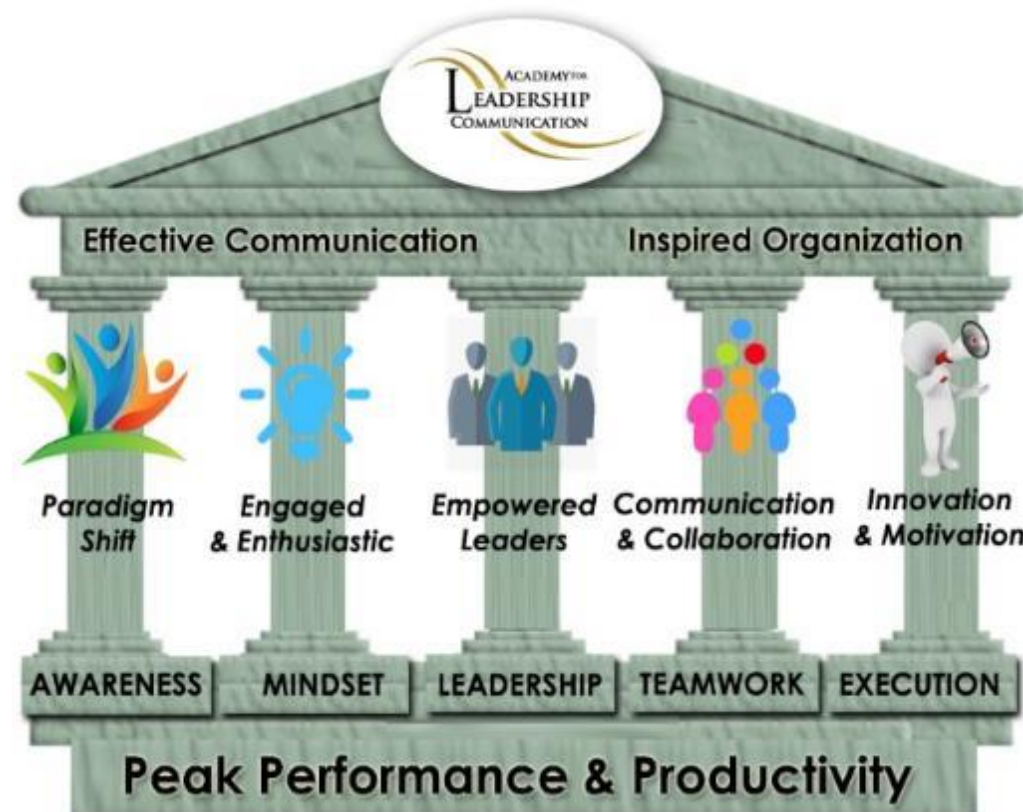 ACADEMY FOR
LEADERSHIP
COMMUNICATION
Effective Communication
Inspired Organization
Paradigm
Shift
Engaged
& Enthusiastic
Empowered
Leaders
Communication
& Collaboration
Innovation
& Motivation
AWARENESS
MINDSET
LEADERSHIP
TEAMWORK
EXECUTION
Peak Performance & Productivity